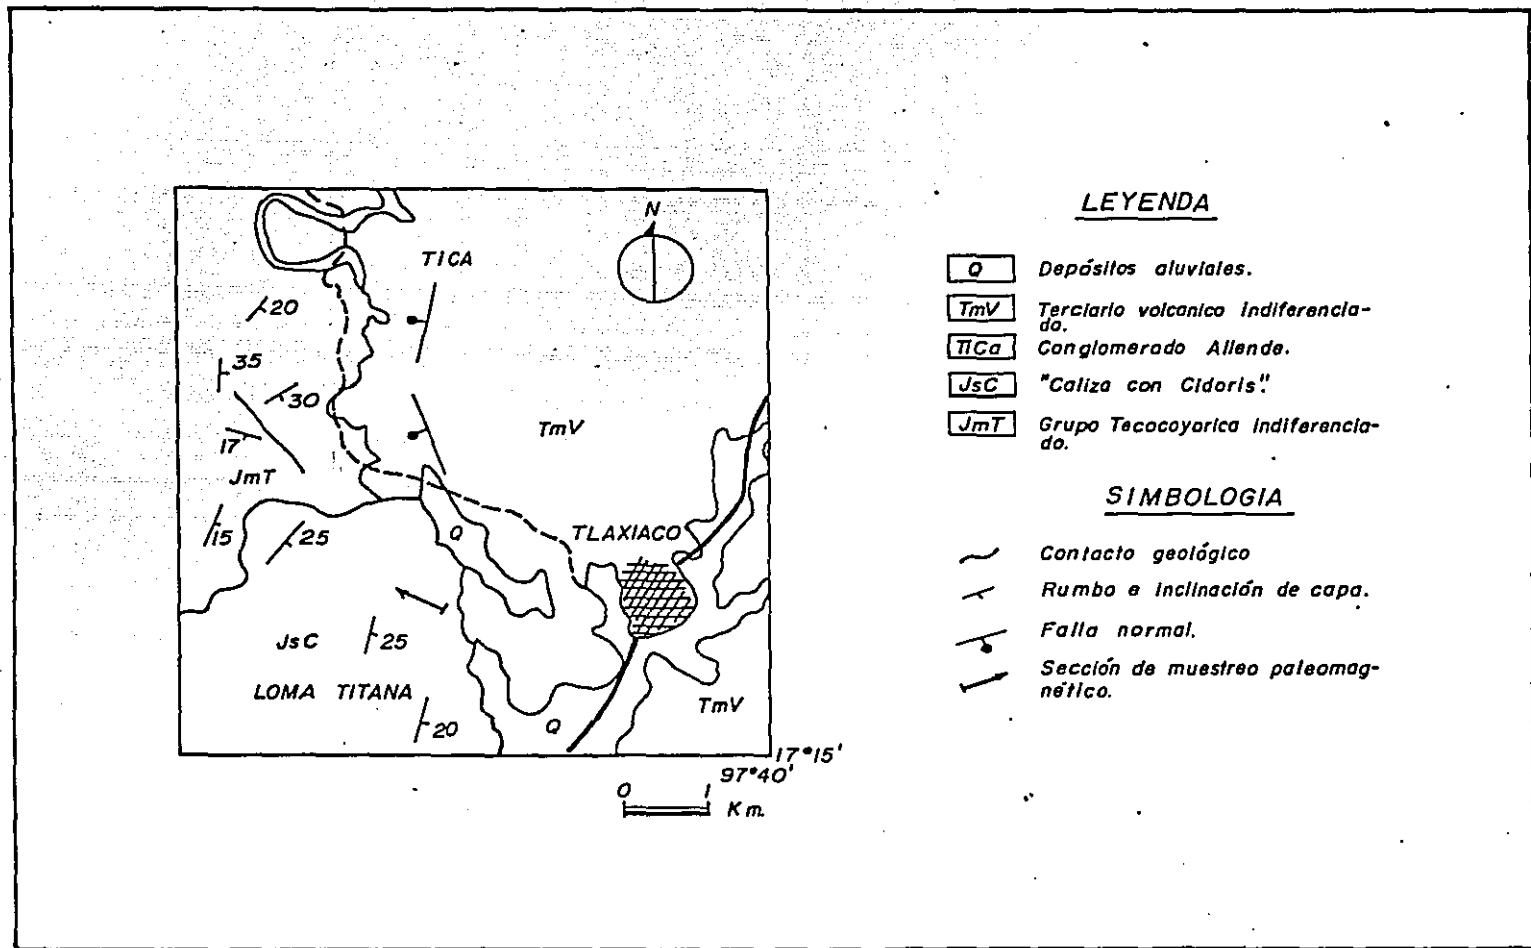 N
TICA
20
35
30
17
JmT
TmV
15
25
Q
TLAXIACO
JsC
25
LOMA TITANA
20
Q
TmV
17°15'
97°40'
0 1
Km.
LEYENDA
Q Depósitos aluviales.
TmV Terciario volcanico indiferencia-
do.
TICa Conglomerado Allende.
JsC "Caliza con Cidaris".
JmT Grupo Tecocoyorica indiferencia-
do.
SIMBOLOGIA
Contacto geológico
Rumbo e inclinación de capa.
Falla normal.
Sección de muestreo paleomag-
nético.